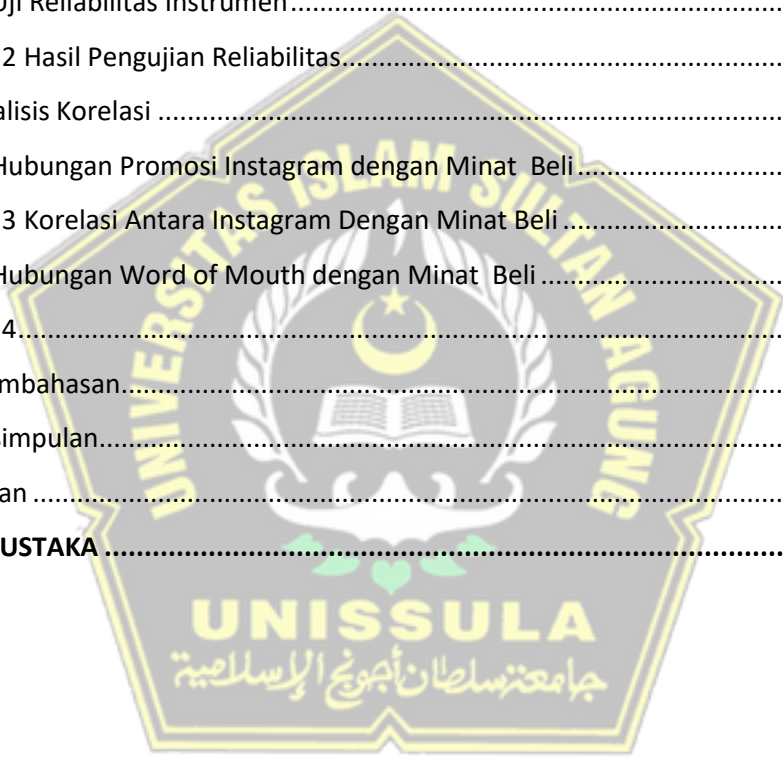 Uji Reliabilitas Instrumen..............................
2 Hasil Pengujian Reliabilitas..............................
alisis Korelasi ..............................
Hubungan Promosi Instagram dengan Minat  Beli..............................
3 Korelasi Antara Instagram Dengan Minat Beli ..............................
Hubungan Word of Mouth dengan Minat  Beli ..............................
4..............................
mbahasan..............................
simpulan..............................
an ..............................
USTAKA ..............................
UNIVERSITAS ISLAM SULTAN AGUNG
UNISSULA
جامعة سلطان أجونج الإسلامية